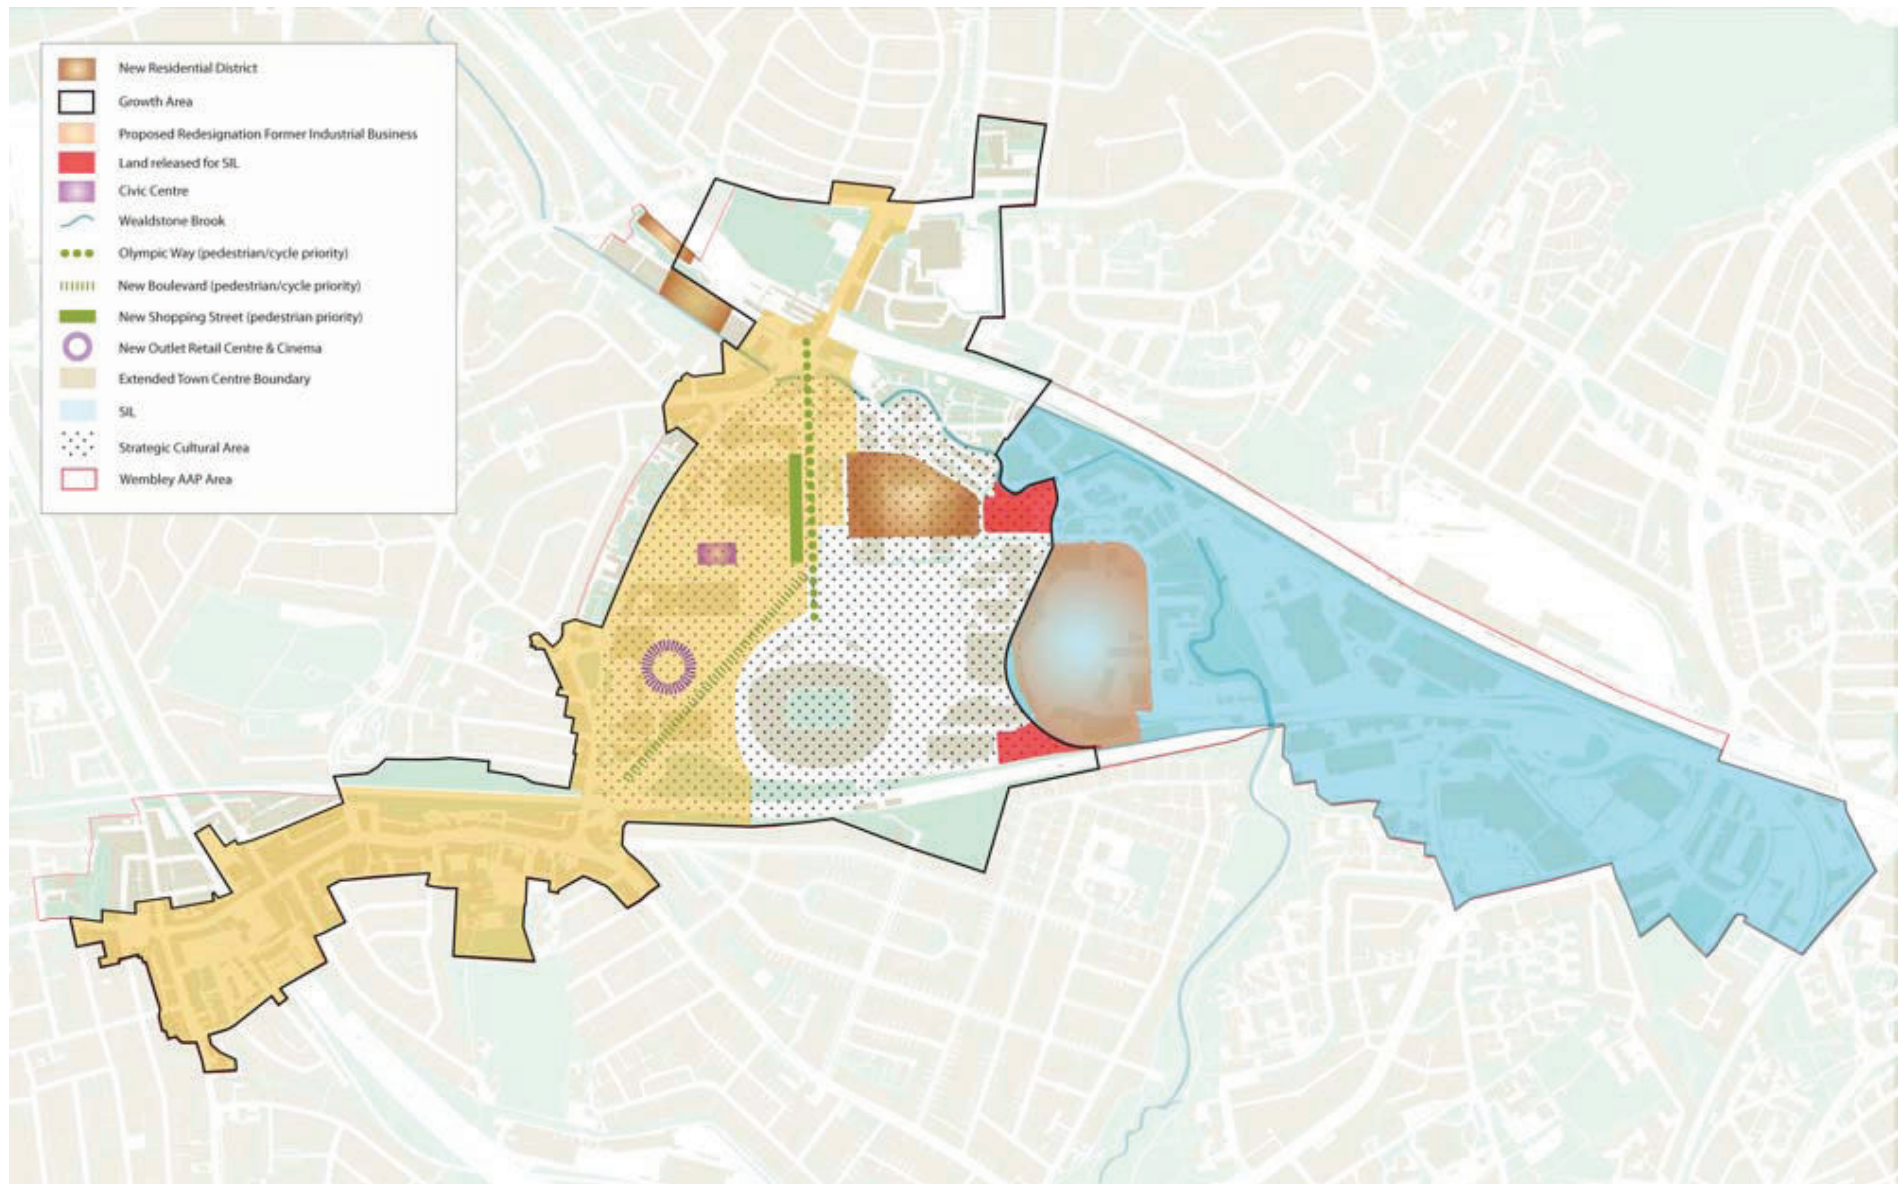 New Residential District
Growth Area
Proposed Redesignation Former Industrial Business
Land released for SIL
Civic Centre
Wealdstone Brook
Olympic Way (pedestrian/cycle priority)
New Boulevard (pedestrian/cycle priority)
New Shopping Street (pedestrian priority)
New Outlet Retail Centre & Cinema
Extended Town Centre Boundary
SIL
Strategic Cultural Area
Wembley AAP Area